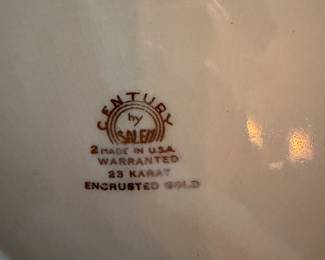 CENTURY
by
SALEM
2 MADE IN U.S.A.
WARRANTED
23 KARAT
ENCRUSTED GOLD